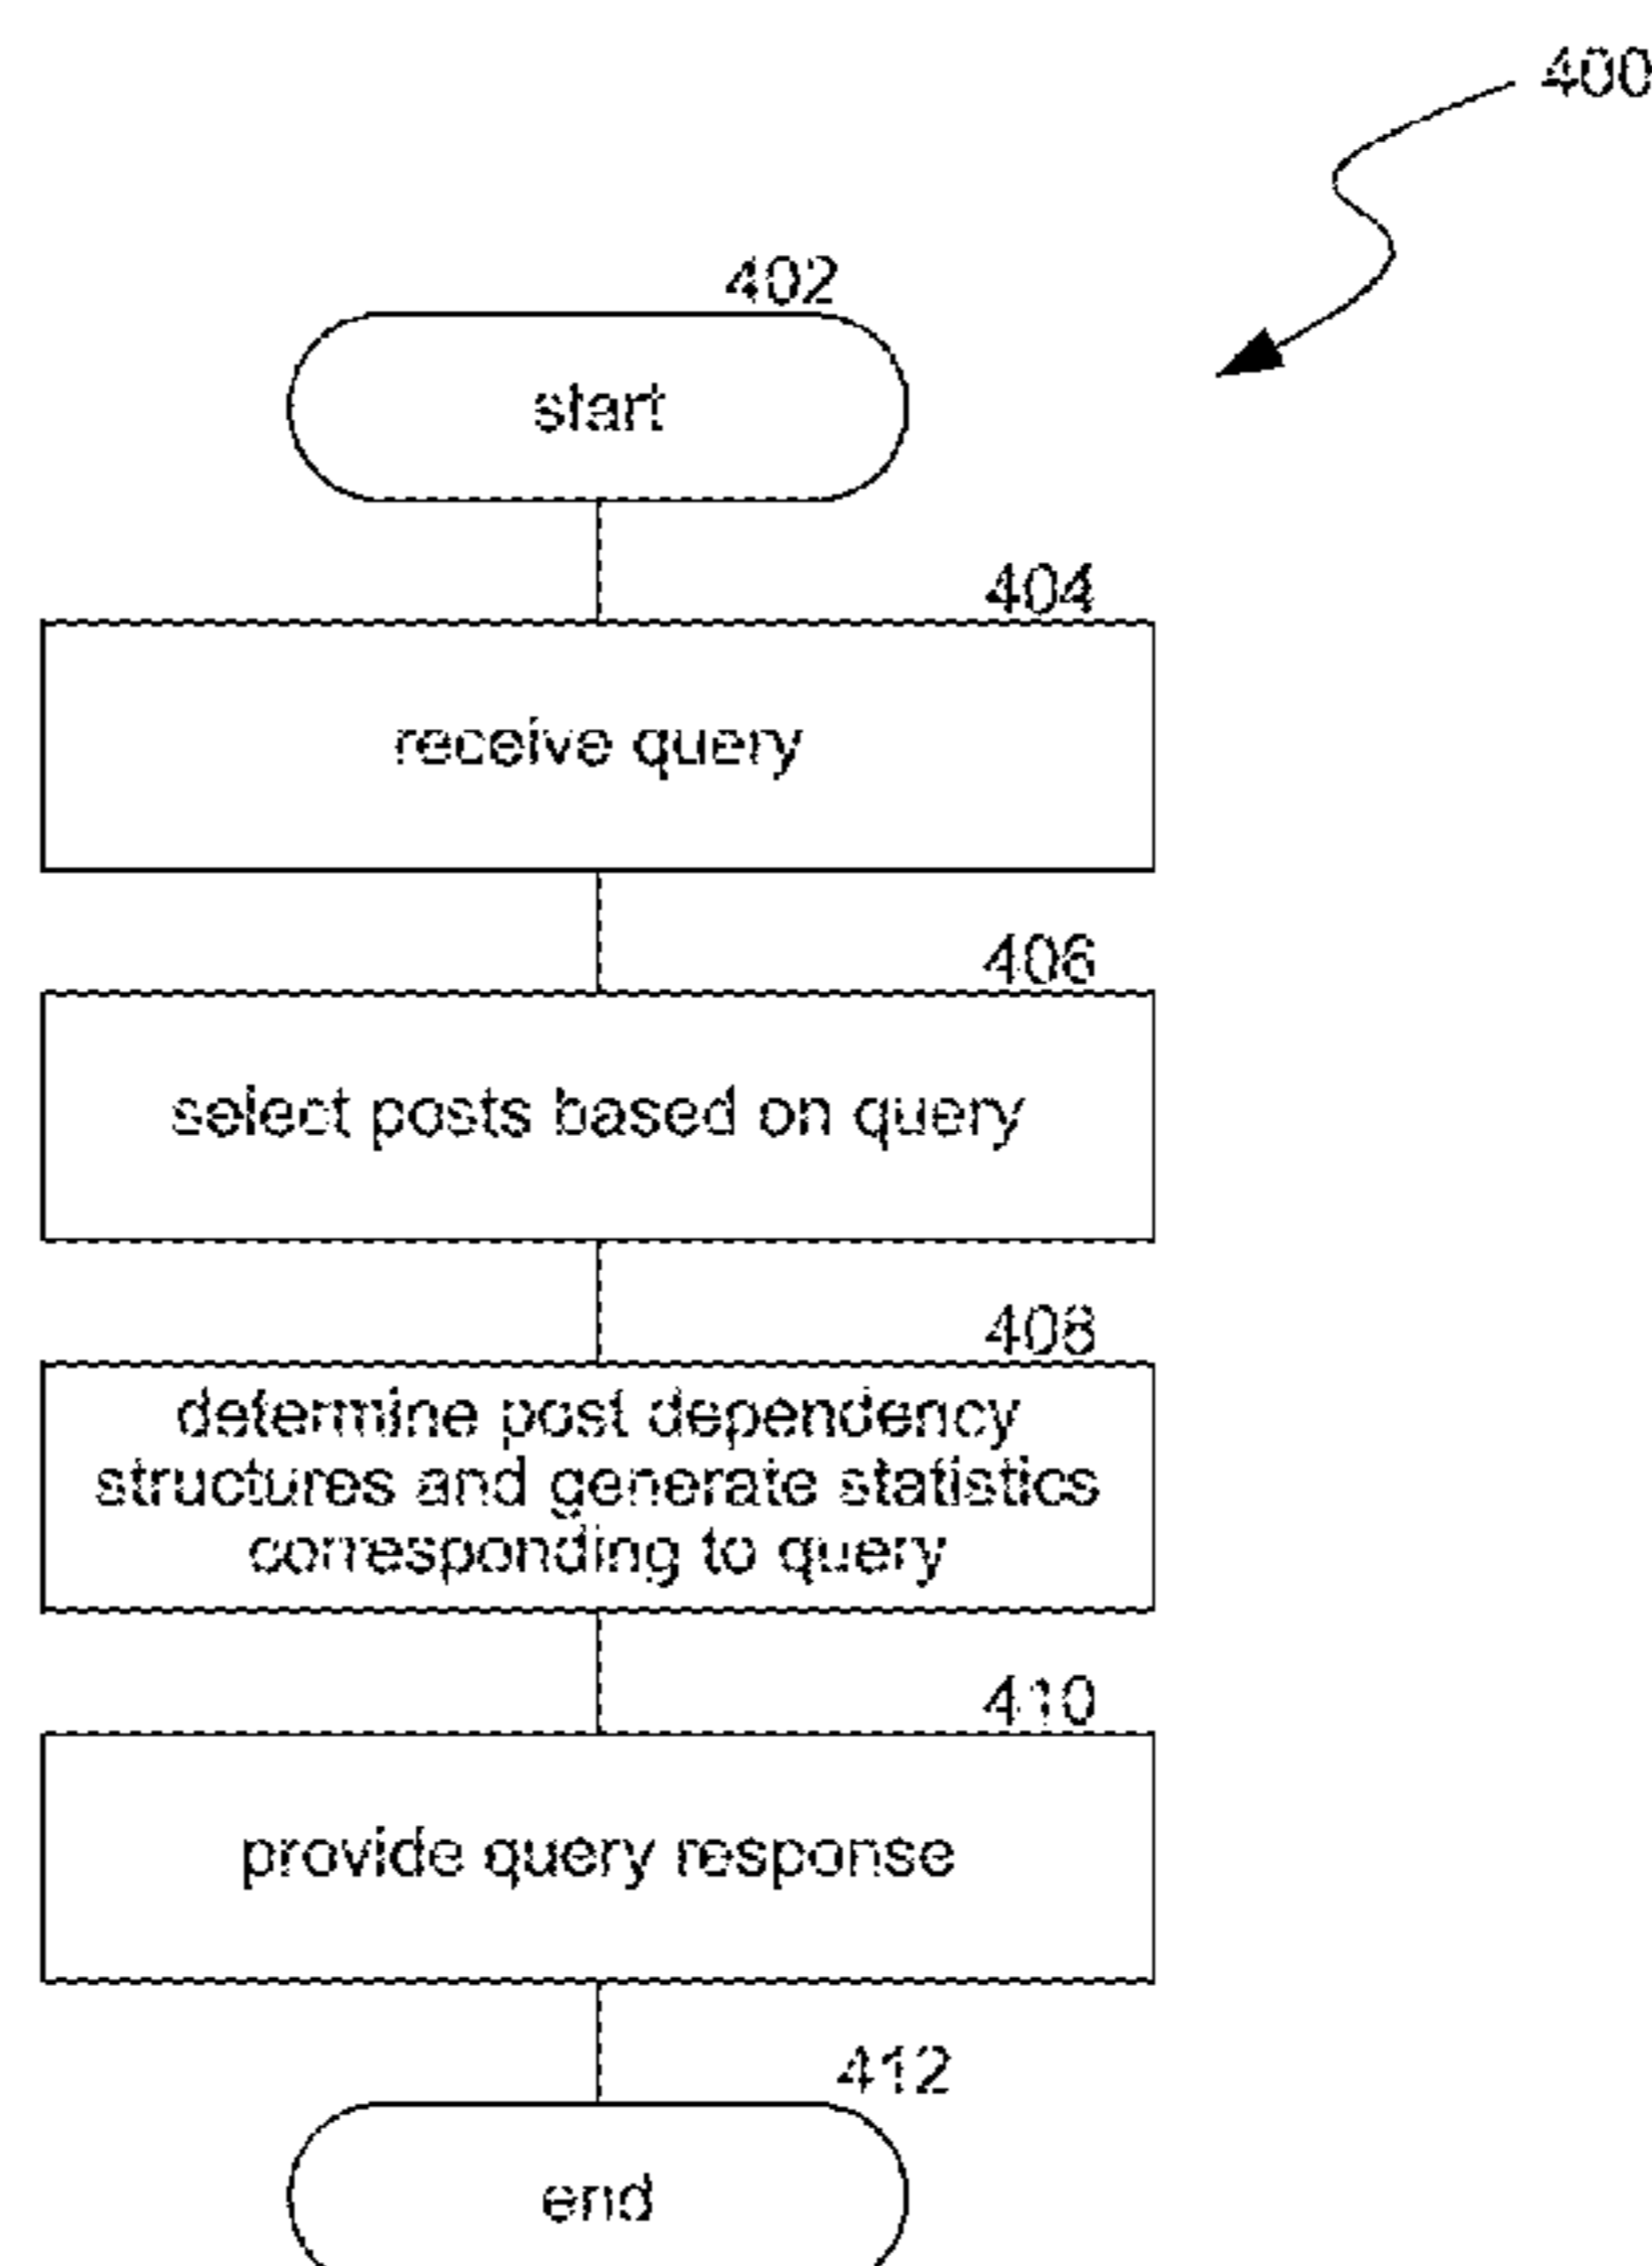 400
402
start
404
receive query
406
select posts based on query
408
determine post dependency
structures and generate statistics
corresponding to query
410
provide query response
412
end